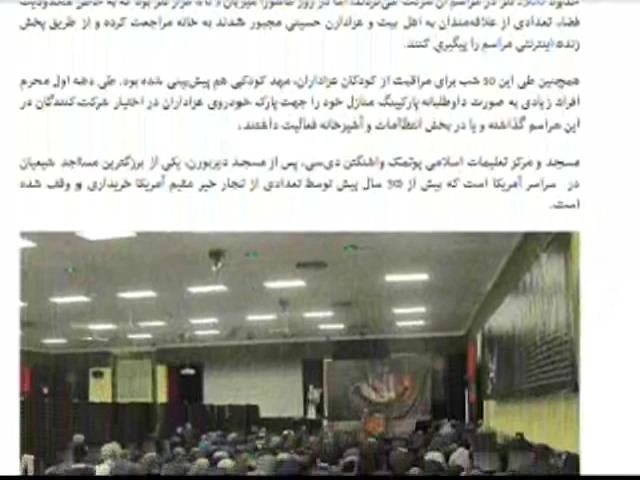 فضا، تعدادی از علاقه‌مندان به اهل بیت و عزادارن حسینی مجبور شدند به خانه مراجعت کرده و از طریق پخش
زنده اینترنتی مراسم را پیگیری کنند.
همچنین طی این 10 شب برای مراقبت از کودکان عزاداران، مهد کودکی هم پیش‌بینی شده بود. طی دهه اول محرم
افراد زیادی به صورت داوطلبانه پارکینگ منازل خود را جهت پارک خودروی عزاداران در اختیار شرکت کنندگان در
این مراسم گذاشته و یا در بخش انتظامات و آشپزخانه فعالیت داشتند.
مسجد و مرکز تعلیمات اسلامی پوتمک واشنگتن دی‌سی، پس از مسجد دیربورن، یکی از بزرگترین مساجد شیعیان
در سراسر آمریکا است که بیش از 30 سال پیش توسط تعدادی از تجار خیر مقیم آمریکا خریداری و وقف شده
است.